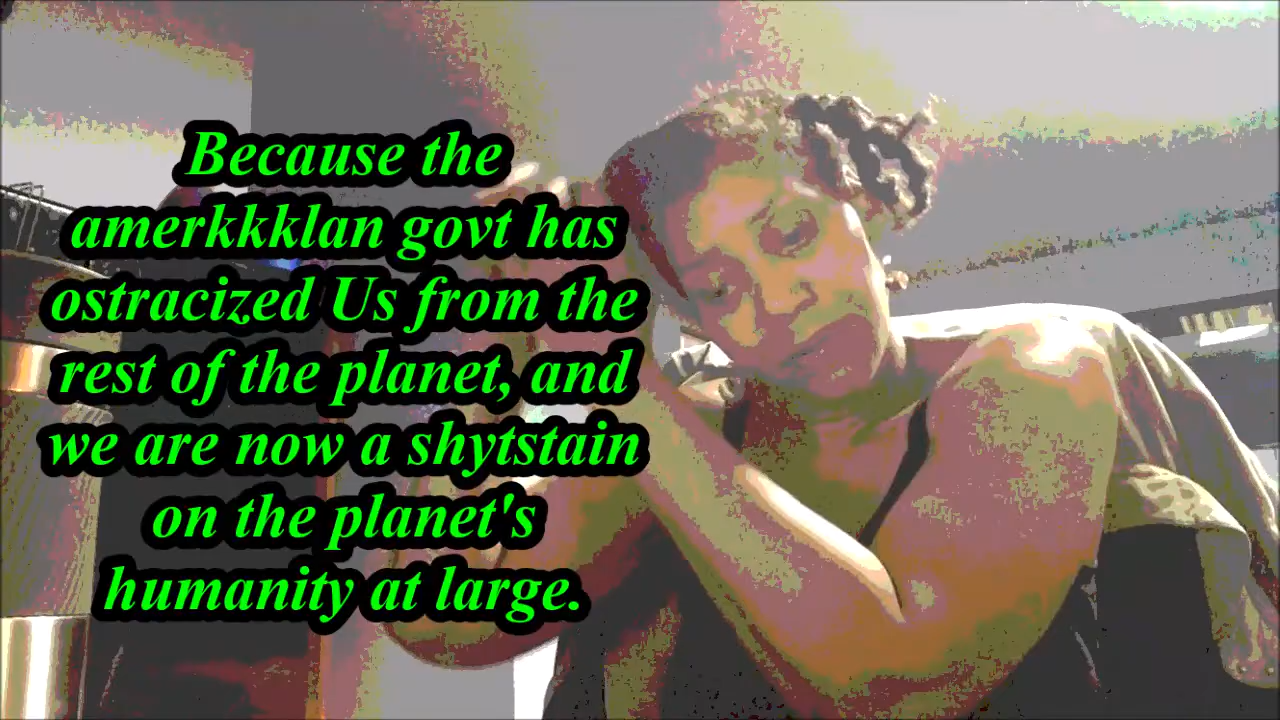 Because the
amerkkklan govt has
ostracized Us from the
rest of the planet, and
we are now a shytstain
on the planet's
humanity at large.